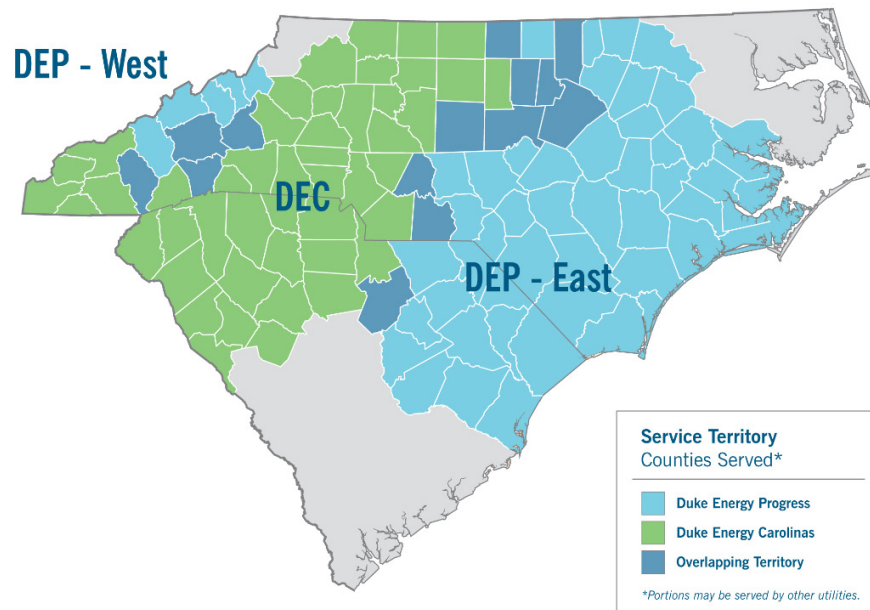 DEP - West
DEC
DEP - East
Service Territory
Counties Served*
Duke Energy Progress
Duke Energy Carolinas
Overlapping Territory
*Portions may be served by other utilities.